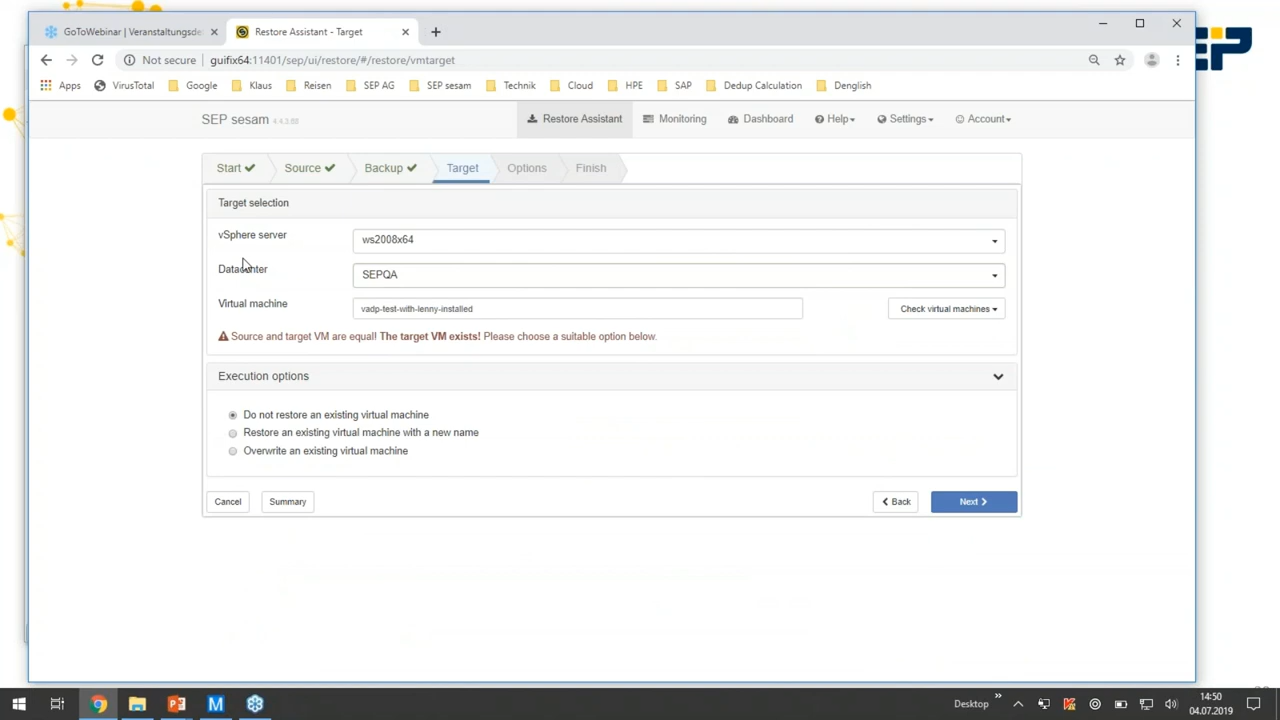 GoToWebinar | Veranstaltungsde
Restore Assistant - Target
Not secure | guifix64:11401/sep/ui/restore/#/restore/vmtarget
Apps VirusTotal Google Klaus Reisen SEP AG SEP sesam Technik Cloud HPE SAP Dedup Calculation Denglish
SEP sesam 4.4.3.88 Restore Assistant Monitoring Dashboard Help Settings Account
Start Source Backup Target Options Finish
Target selection
vSphere server ws2008x64
Datacenter SEPQA
Virtual machine vadp-test-with-lenny-installed Check virtual machines
Source and target VM are equal! The target VM exists! Please choose a suitable option below.
Execution options
Do not restore an existing virtual machine
Restore an existing virtual machine with a new name
Overwrite an existing virtual machine
Cancel Summary Back Next
Desktop
14:50
04.07.2019